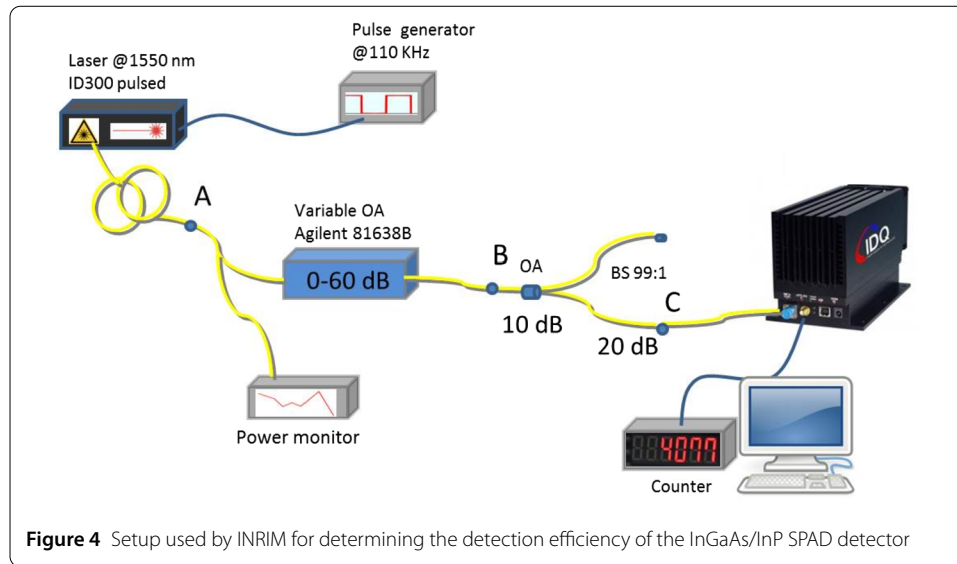 Pulse generator
@110 KHz
Laser @1550 nm
ID300 pulsed
A
Variable OA
Agilent 81638B
0-60 dB
B
OA
10 dB
BS 99:1
C
20 dB
IDQ
Power monitor
4077
Counter
Figure 4 Setup used by INRIM for determining the detection efficiency of the InGaAs/InP SPAD detector